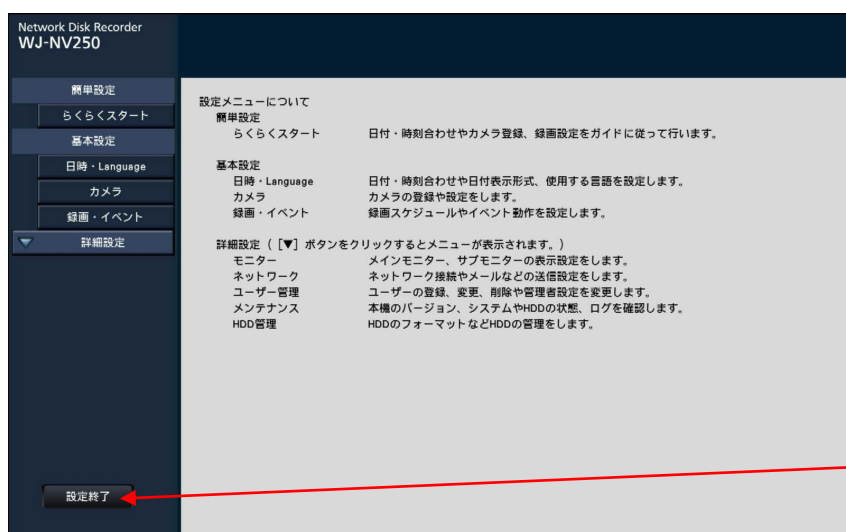 Network Disk Recorder
WJ-NV250
簡単設定
らくらくスタート
基本設定
日時・Language
カメラ
録画・イベント
詳細設定
設定終了
設定メニューについて
簡単設定
らくらくスタート 日付・時刻合わせやカメラ登録、録画設定をガイドに従って行います。
基本設定
日時・Language 日付・時刻合わせや日付表示形式、使用する言語を設定します。
カメラ カメラの登録や設定をします。
録画・イベント 録画スケジュールやイベント動作を設定します。
詳細設定（［▼］ボタンをクリックするとメニューが表示されます。）
モニター メインモニター、サブモニターの表示設定をします。
ネットワーク ネットワーク接続やメールなどの送信設定をします。
ユーザー管理 ユーザーの登録、変更、削除や管理者設定を変更します。
メンテナンス 本機のバージョン、システムやHDDの状態、ログを確認します。
HDD管理 HDDのフォーマットなどHDDの管理をします。